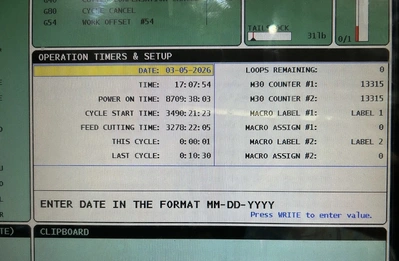 G80 CYCLE CANCEL
G54 WORK OFFSET #54
TAILSTOCK
31lb
0/1
OPERATION TIMERS & SETUP
DATE: 03-05-2026
TIME: 17:07:54
POWER ON TIME: 8709:38:03
CYCLE START TIME: 3490:21:23
FEED CUTTING TIME: 3278:22:05
THIS CYCLE: 0:00:01
LAST CYCLE: 0:10:30
LOOPS REMAINING: 0
M30 COUNTER #1: 13315
M30 COUNTER #2: 13315
MACRO LABEL #1: LABEL 1
MACRO ASSIGN #1: 0
MACRO LABEL #2: LABEL 2
MACRO ASSIGN #2: 0
ENTER DATE IN THE FORMAT MM-DD-YYYY
Press WRITE to enter value.
TE)
CLIPBOARD